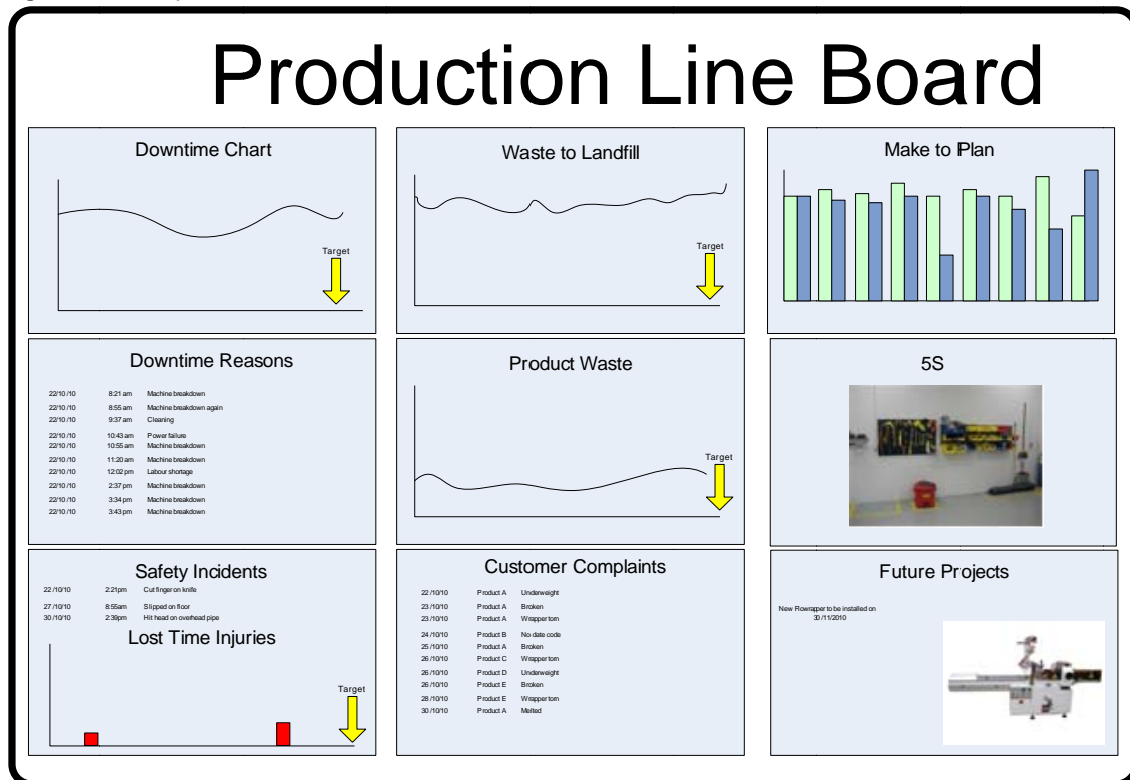 Production Line Board
Downtime Chart
Target
Waste to Landfill
Target
Make to Plan
Downtime Reasons
22/10/10 8:21 am Machine breakdown
22/10/10 8:55 am Machine breakdown again
22/10/10 9:37 am Cleaning
22/10/10 10:43 am Power failure
22/10/10 10:55 am Machine breakdown
22/10/10 11:20 am Machine breakdown
22/10/10 12:02 pm Labour shortage
22/10/10 2:37 pm Machine breakdown
22/10/10 3:34 pm Machine breakdown
22/10/10 3:43 pm Machine breakdown
Product Waste
Target
5S
Safety Incidents
22/10/10 2:21pm Cut finger on knife
27/10/10 8:55am Slipped on floor
30/10/10 2:39pm Hit head on overhead pipe
Lost Time Injuries
Target
Customer Complaints
22/10/10 Product A Underweight
23/10/10 Product A Broken
23/10/10 Product A Wrapper torn
24/10/10 Product B No date code
25/10/10 Product A Broken
26/10/10 Product C Wrapper torn
26/10/10 Product D Underweight
26/10/10 Product E Broken
28/10/10 Product E Wrapper torn
30/10/10 Product A Melted
Future Projects
New Flowrapper to be installed on
30/11/2010